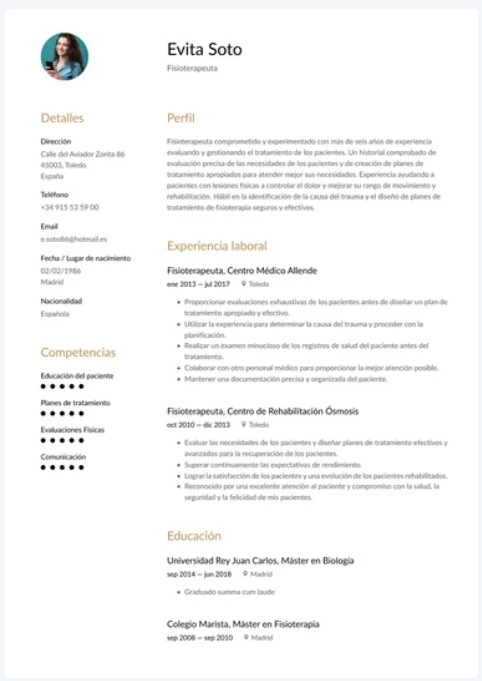 Evita Soto
Fisioterapeuta
Detalles
Dirección
Calle del Aviador Zorita 86
45003, Toledo
España
Teléfono
+34 915 53 59 00
Email
e.soto86@hotmail.es
Fecha / Lugar de nacimiento
02/02/1986
Madrid
Nacionalidad
Española
Competencias
Educación del paciente
Planes de tratamiento
Evaluaciones Físicas
Comunicación
Perfil
Fisioterapeuta comprometido y experimentado con más de seis años de experiencia
evaluando y gestionando el tratamiento de los pacientes. Un historial comprobado de
evaluación precisa de las necesidades de los pacientes y de creación de planes de
tratamiento apropiados para atender mejor sus necesidades. Experiencia ayudando a
pacientes con lesiones físicas a controlar el dolor y mejorar su rango de movimiento y
rehabilitación. Hábil en la identificación de la causa del trauma y el diseño de planes de
tratamiento de fisioterapia seguros y efectivos.
Experiencia laboral
Fisioterapeuta, Centro Médico Allende
ene 2013 — jul 2017 Toledo
• Proporcionar evaluaciones exhaustivas de los pacientes antes de diseñar un plan de
tratamiento apropiado y efectivo.
• Utilizar la experiencia para determinar la causa del trauma y proceder con la
planificación.
• Realizar un examen minucioso de los registros de salud del paciente antes del
tratamiento.
• Colaborar con otro personal médico para proporcionar la mejor atención posible.
• Mantener una documentación precisa y organizada del paciente.
Fisioterapeuta, Centro de Rehabilitación Ósmosis
oct 2010 — dic 2013 Toledo
• Evaluar las necesidades de los pacientes y diseñar planes de tratamiento efectivos y
avanzados para la recuperación de los pacientes.
• Superar continuamente las expectativas de rendimiento.
• Lograr la satisfacción de los pacientes y una evolución de los pacientes rehabilitados.
• Reconocido por una excelente atención al paciente y compromiso con la salud, la
seguridad y la felicidad de mis pacientes.
Educación
Universidad Rey Juan Carlos, Máster en Biología
sep 2014 — jun 2018 Madrid
• Graduado summa cum laude
Colegio Marista, Máster en Fisioterapia
sep 2008 — sep 2010 Madrid